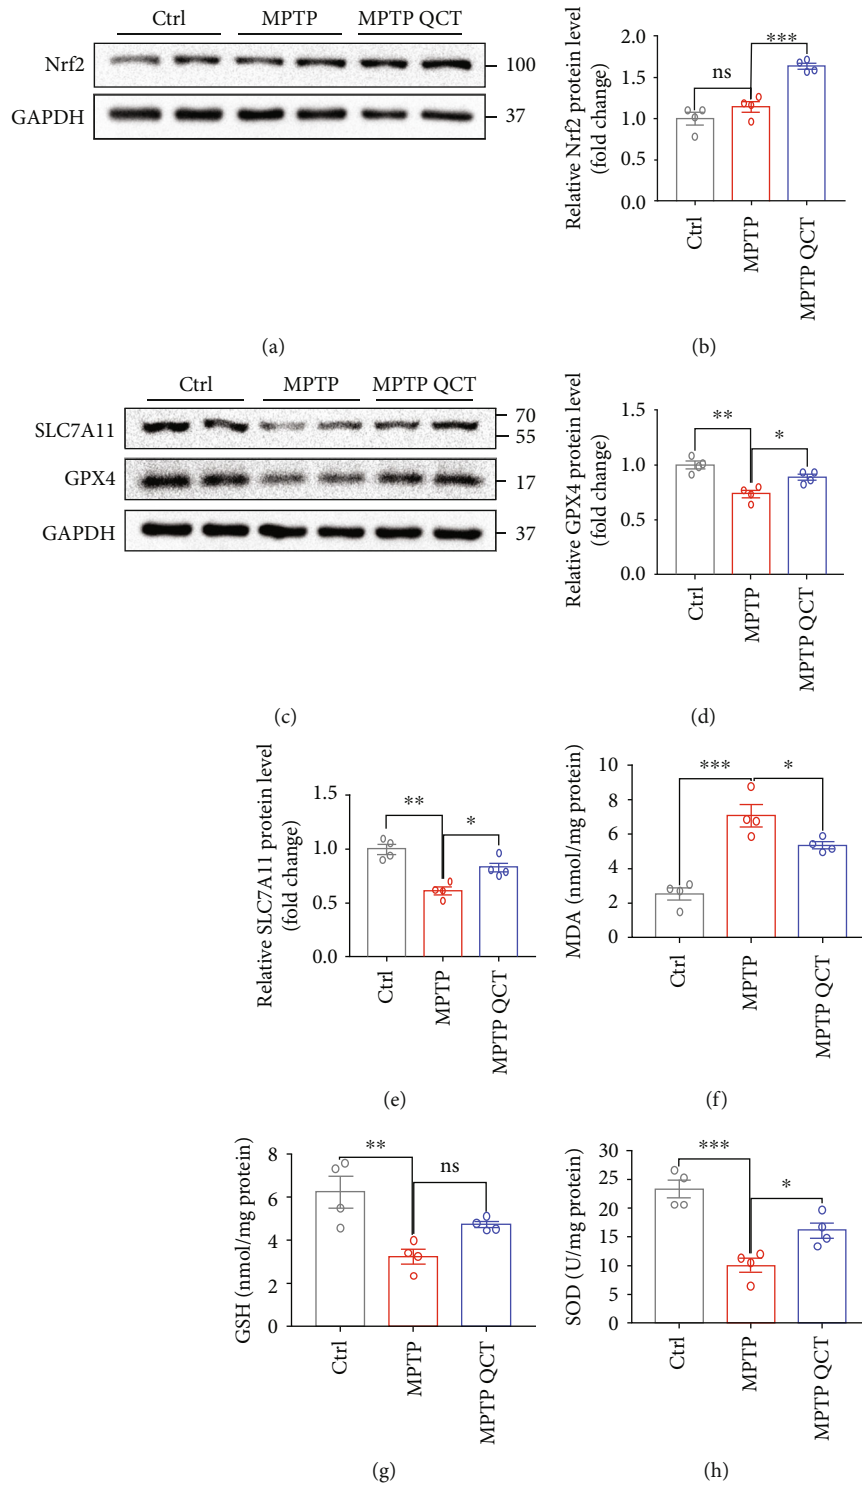 Ctrl MPTP MPTP QCT
Nrf2 100
GAPDH 37
(a)
Relative Nrf2 protein level
(fold change)
2.0
1.5
1.0
0.5
0.0
ns
***
Ctrl
MPTP
MPTP QCT
(b)
Ctrl MPTP MPTP QCT
SLC7A11 70
55
GPX4 17
GAPDH 37
(c)
Relative GPX4 protein level
(fold change)
1.5
1.0
0.5
0.0
**
*
Ctrl
MPTP
MPTP QCT
(d)
Relative SLC7A11 protein level
(fold change)
1.5
1.0
0.5
0.0
**
*
Ctrl
MPTP
MPTP QCT
(e)
MDA (nmol/mg protein)
10
8
6
4
2
0
***
*
Ctrl
MPTP
MPTP QCT
(f)
GSH (nmol/mg protein)
8
6
4
2
0
**
ns
Ctrl
MPTP
MPTP QCT
(g)
SOD (U/mg protein)
30
25
20
15
10
5
0
***
*
Ctrl
MPTP
MPTP QCT
(h)